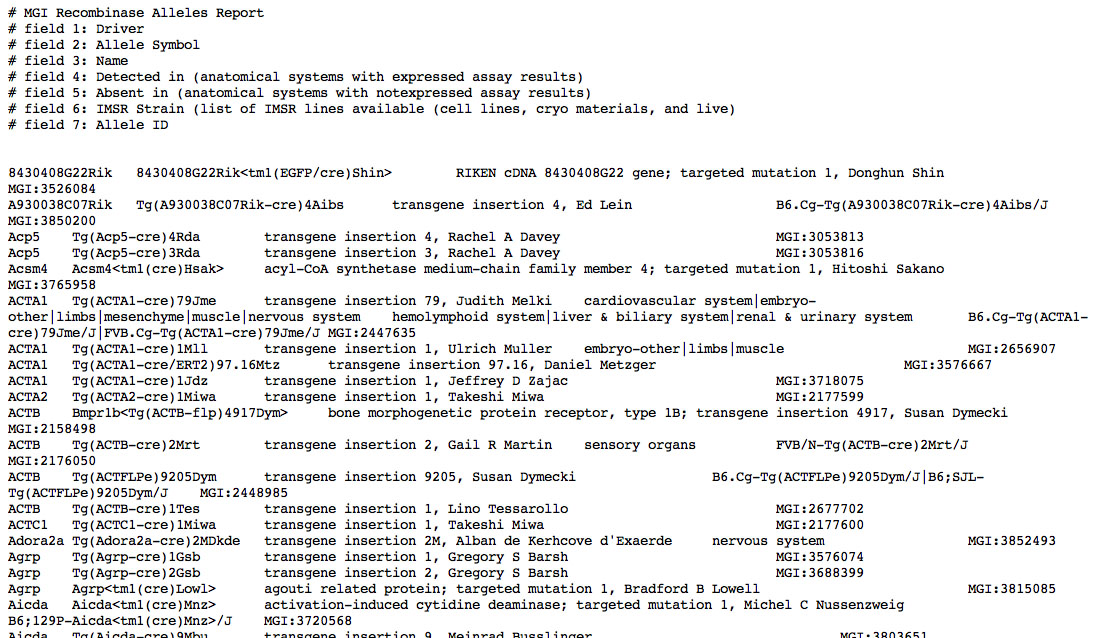 # MGI Recombinase Alleles Report
# field 1: Driver
# field 2: Allele Symbol
# field 3: Name
# field 4: Detected in (anatomical systems with expressed assay results)
# field 5: Absent in (anatomical systems with notexpressed assay results)
# field 6: IMSR Strain (list of IMSR lines available (cell lines, cryo materials, and live)
# field 7: Allele ID
8430408G22Rik 8430408G22Rik<tm1(EGFP/cre)Shin> RIKEN cDNA 8430408G22 gene; targeted mutation 1, Donghun Shin
MGI:3526084
A930038C07Rik Tg(A930038C07Rik-cre)4Aibs transgene insertion 4, Ed Lein B6.Cg-Tg(A930038C07Rik-cre)4Aibs/J
MGI:3850200
Acp5 Tg(Acp5-cre)4Rda transgene insertion 4, Rachel A Davey MGI:3053813
Acp5 Tg(Acp5-cre)3Rda transgene insertion 3, Rachel A Davey MGI:3053816
Acsm4 Acsm4<tm1(cre)Hsak> acyl-CoA synthetase medium-chain family member 4; targeted mutation 1, Hitoshi Sakano
MGI:3765958
ACTA1 Tg(ACTA1-cre)79Jme transgene insertion 79, Judith Melki cardiovascular system|embryo-
other|limbs|mesenchyme|muscle|nervous system hemolymphoid system|liver & biliary system|renal & urinary system B6.Cg-Tg(ACTA1-
cre)79Jme/J|FVB.Cg-Tg(ACTA1-cre)79Jme/J MGI:2447635
ACTA1 Tg(ACTA1-cre)1Mll transgene insertion 1, Ulrich Muller embryo-other|limbs|muscle MGI:2656907
ACTA1 Tg(ACTA1-cre/ERT2)97.16Mtz transgene insertion 97.16, Daniel Metzger MGI:3576667
ACTA1 Tg(ACTA1-cre)1Jdz transgene insertion 1, Jeffrey D Zajac MGI:3718075
ACTA2 Tg(ACTA2-cre)1Miwa transgene insertion 1, Takeshi Miwa MGI:2177599
ACTB Bmpr1b<Tg(ACTB-flp)4917Dym> bone morphogenetic protein receptor, type 1B; transgene insertion 4917, Susan Dymecki
MGI:2158498
ACTB Tg(ACTB-cre)2Mrt transgene insertion 2, Gail R Martin sensory organs FVB/N-Tg(ACTB-cre)2Mrt/J
MGI:2176050
ACTB Tg(ACTFLPe)9205Dym transgene insertion 9205, Susan Dymecki B6.Cg-Tg(ACTFLPe)9205Dym/J|B6;SJL-
Tg(ACTFLPe)9205Dym/J MGI:2448985
ACTB Tg(ACTB-cre)1Tes transgene insertion 1, Lino Tessarollo MGI:2677702
ACTC1 Tg(ACTC1-cre)1Miwa transgene insertion 1, Takeshi Miwa MGI:2177600
Adora2a Tg(Adora2a-cre)2MDkde transgene insertion 2M, Alban de Kerhcove d'Exaerde nervous system MGI:3852493
Agrp Tg(Agrp-cre)1Gsb transgene insertion 1, Gregory S Barsh MGI:3576074
Agrp Tg(Agrp-cre)2Gsb transgene insertion 2, Gregory S Barsh MGI:3688399
Agrp Agrp<tm1(cre)Lowl> agouti related protein; targeted mutation 1, Bradford B Lowell MGI:3815085
Aicda Aicda<tm1(cre)Mnz> activation-induced cytidine deaminase; targeted mutation 1, Michel C Nussenzweig
B6;129P-Aicda<tm1(cre)Mnz>/J MGI:3720568
Aicda Tg(Aicda-cre)9Mbu transgene insertion 9, Meinrad Busslinger MGI:3803651